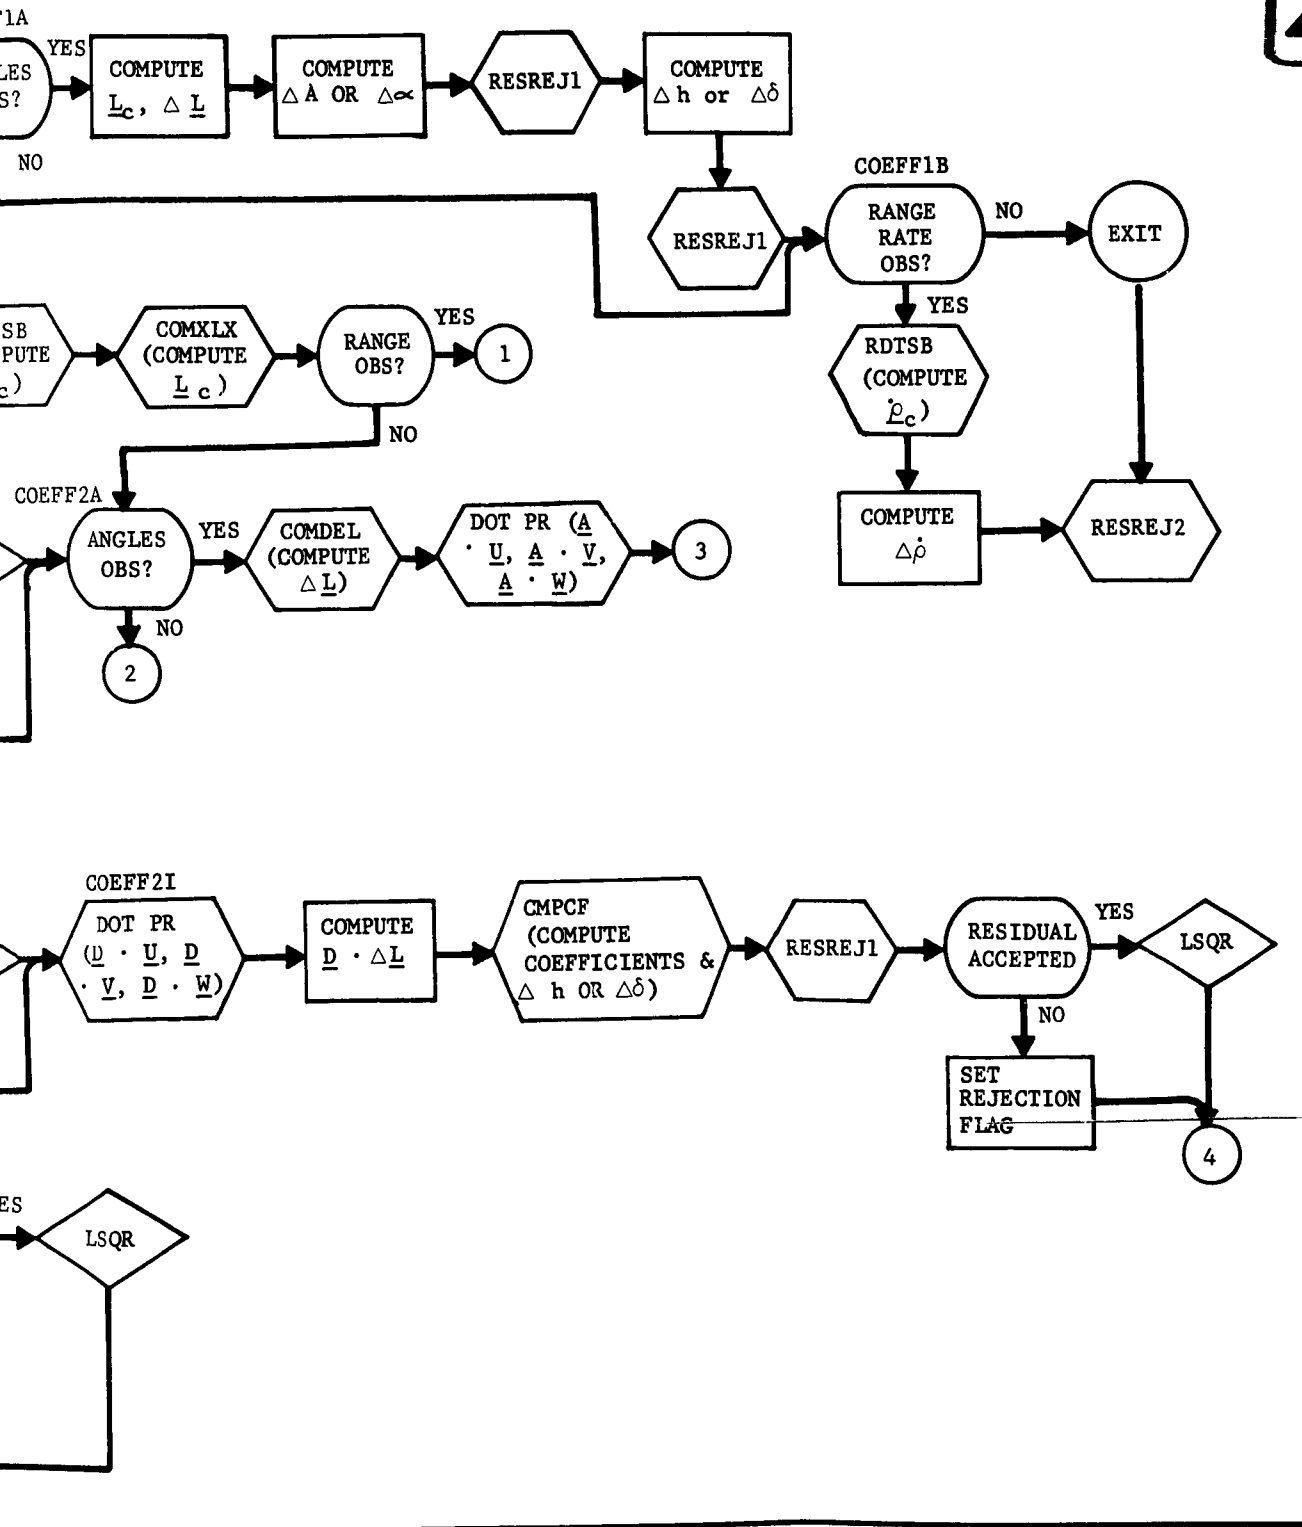 YES
COMPUTE
L̲c, △ L̲
COMPUTE
△ A OR △∝
RESREJ1
COMPUTE
△ h or △δ
NO
COEFF1B
RESREJ1
RANGE
RATE
OBS?
NO
EXIT
YES
COMXLX
(COMPUTE
L̲ c)
RANGE
OBS?
YES
1
RDTSB
(COMPUTE
ρ̲̇c)
NO
COEFF2A
ANGLES
OBS?
YES
COMDEL
(COMPUTE
△ L̲)
DOT PR (A̲
· U̲, A̲ · V̲,
A̲ · W̲)
3
COMPUTE
△ρ̇
RESREJ2
NO
2
COEFF2I
DOT PR
(D̲ · U̲, D̲
· V̲, D̲ · W̲)
COMPUTE
D̲ · △L̲
CMPCF
(COMPUTE
COEFFICIENTS &
△ h OR △δ)
RESREJ1
RESIDUAL
ACCEPTED
YES
LSQR
NO
SET
REJECTION
FLAG
4
LSQR